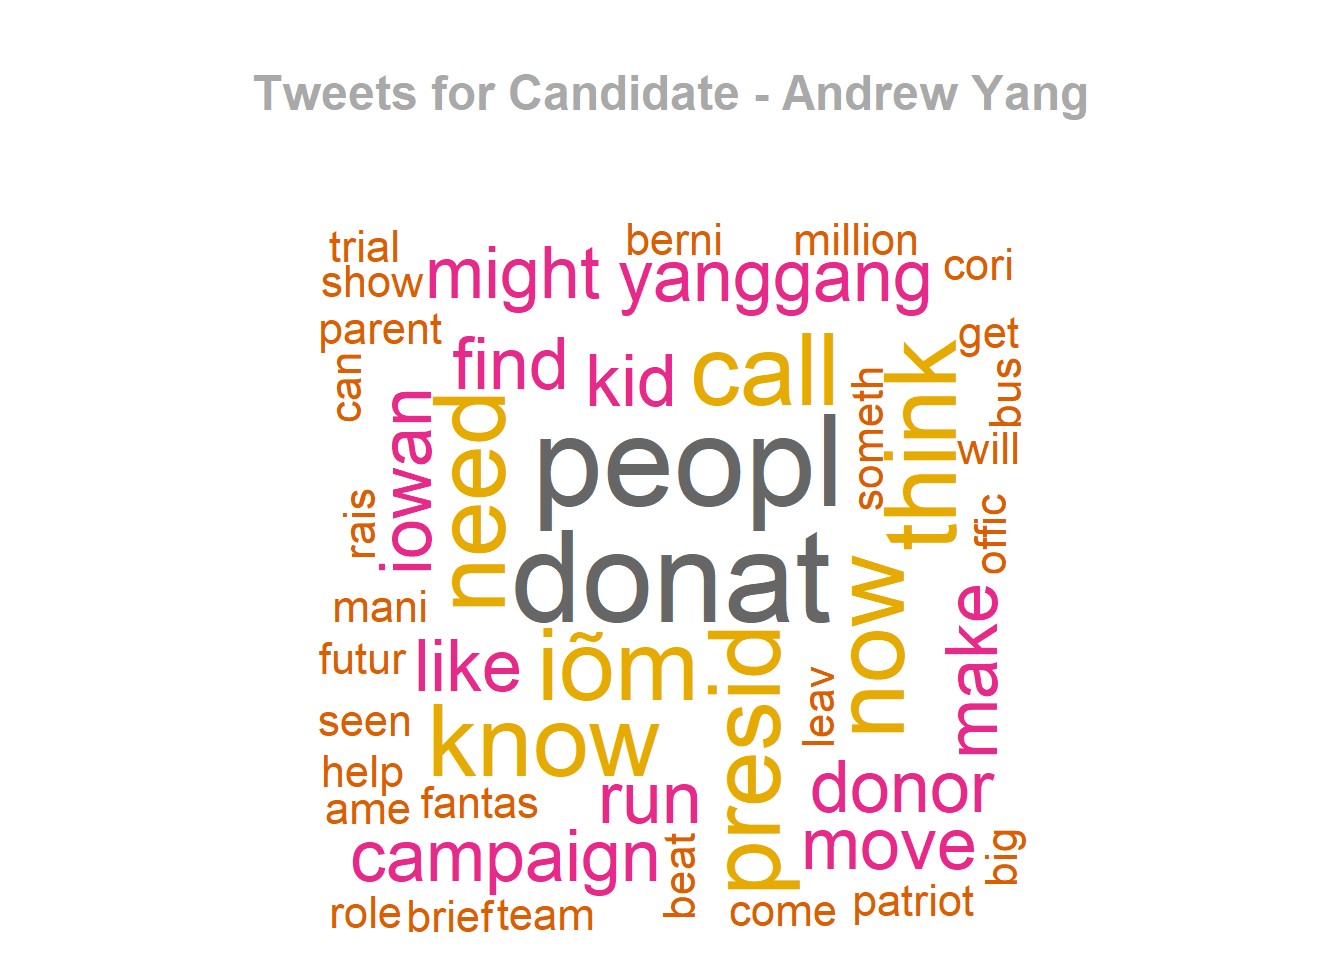 Tweets for Candidate - Andrew Yang
trial
berni
million
show
might
yanggang
cori
parent
find
kid
call
get
can
iowan
need
peopl
someth
think
bus
will
rais
donat
now
offic
mani
make
futur
like
iõm
presid
leav
seen
know
help
ame
fantas
run
donor
campaign
beat
move
big
role
brief
team
come
patriot